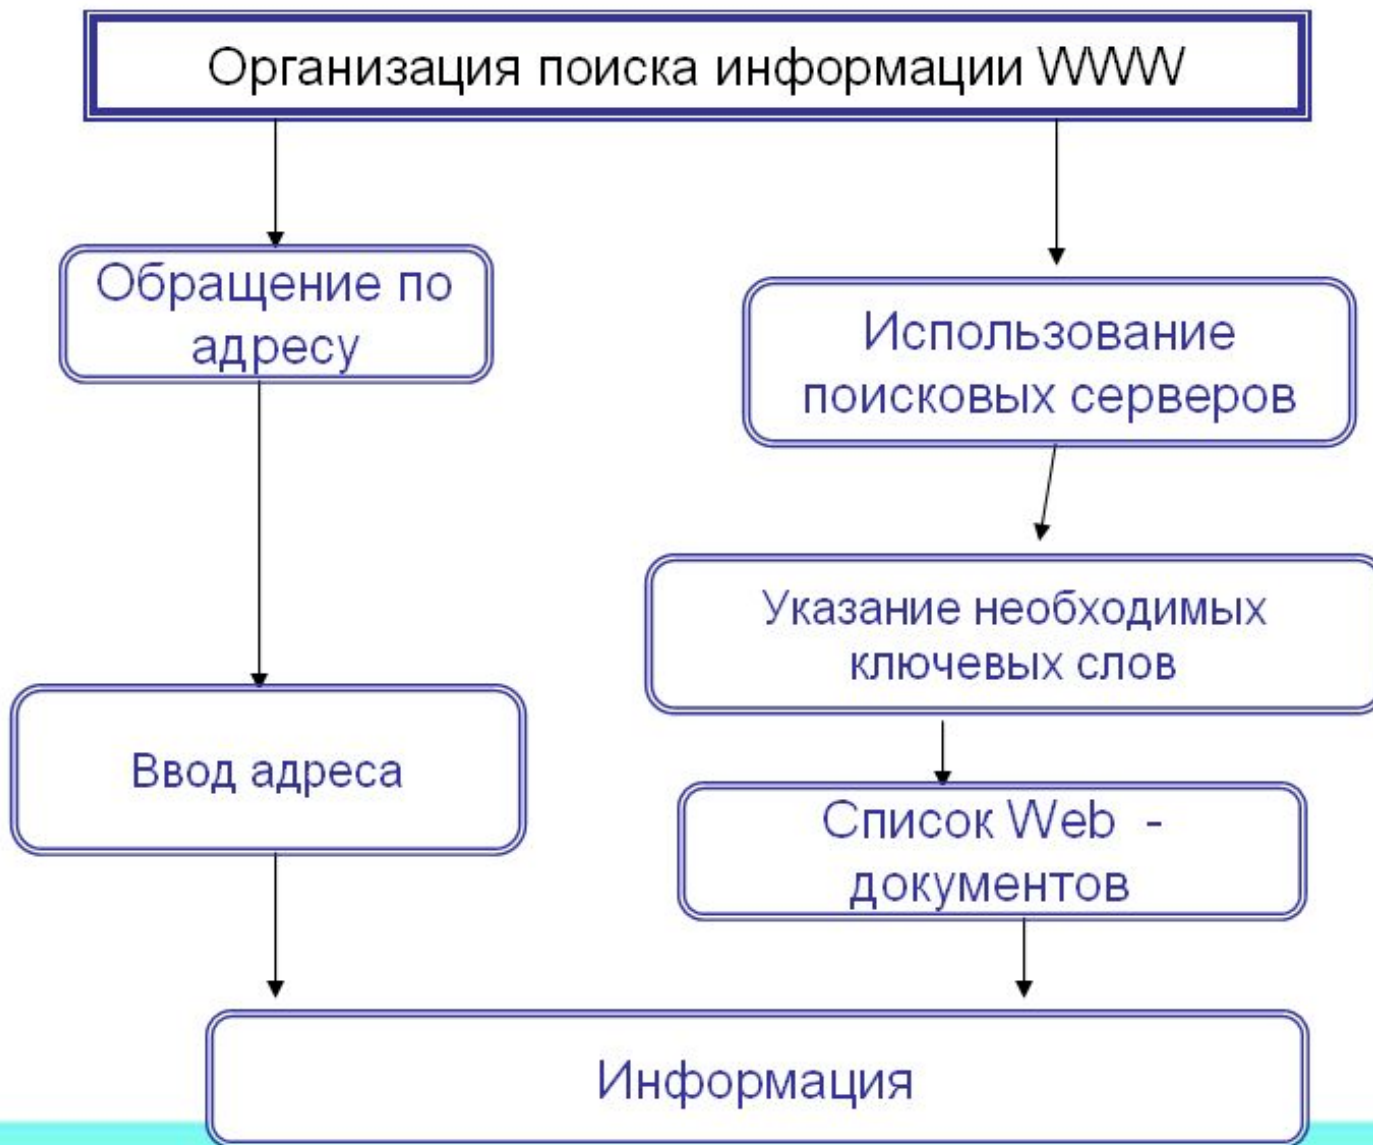 Организация поиска информации WWW
Обращение по
адресу
Использование
поисковых серверов
Указание необходимых
ключевых слов
Ввод адреса
Список Web -
документов
Информация